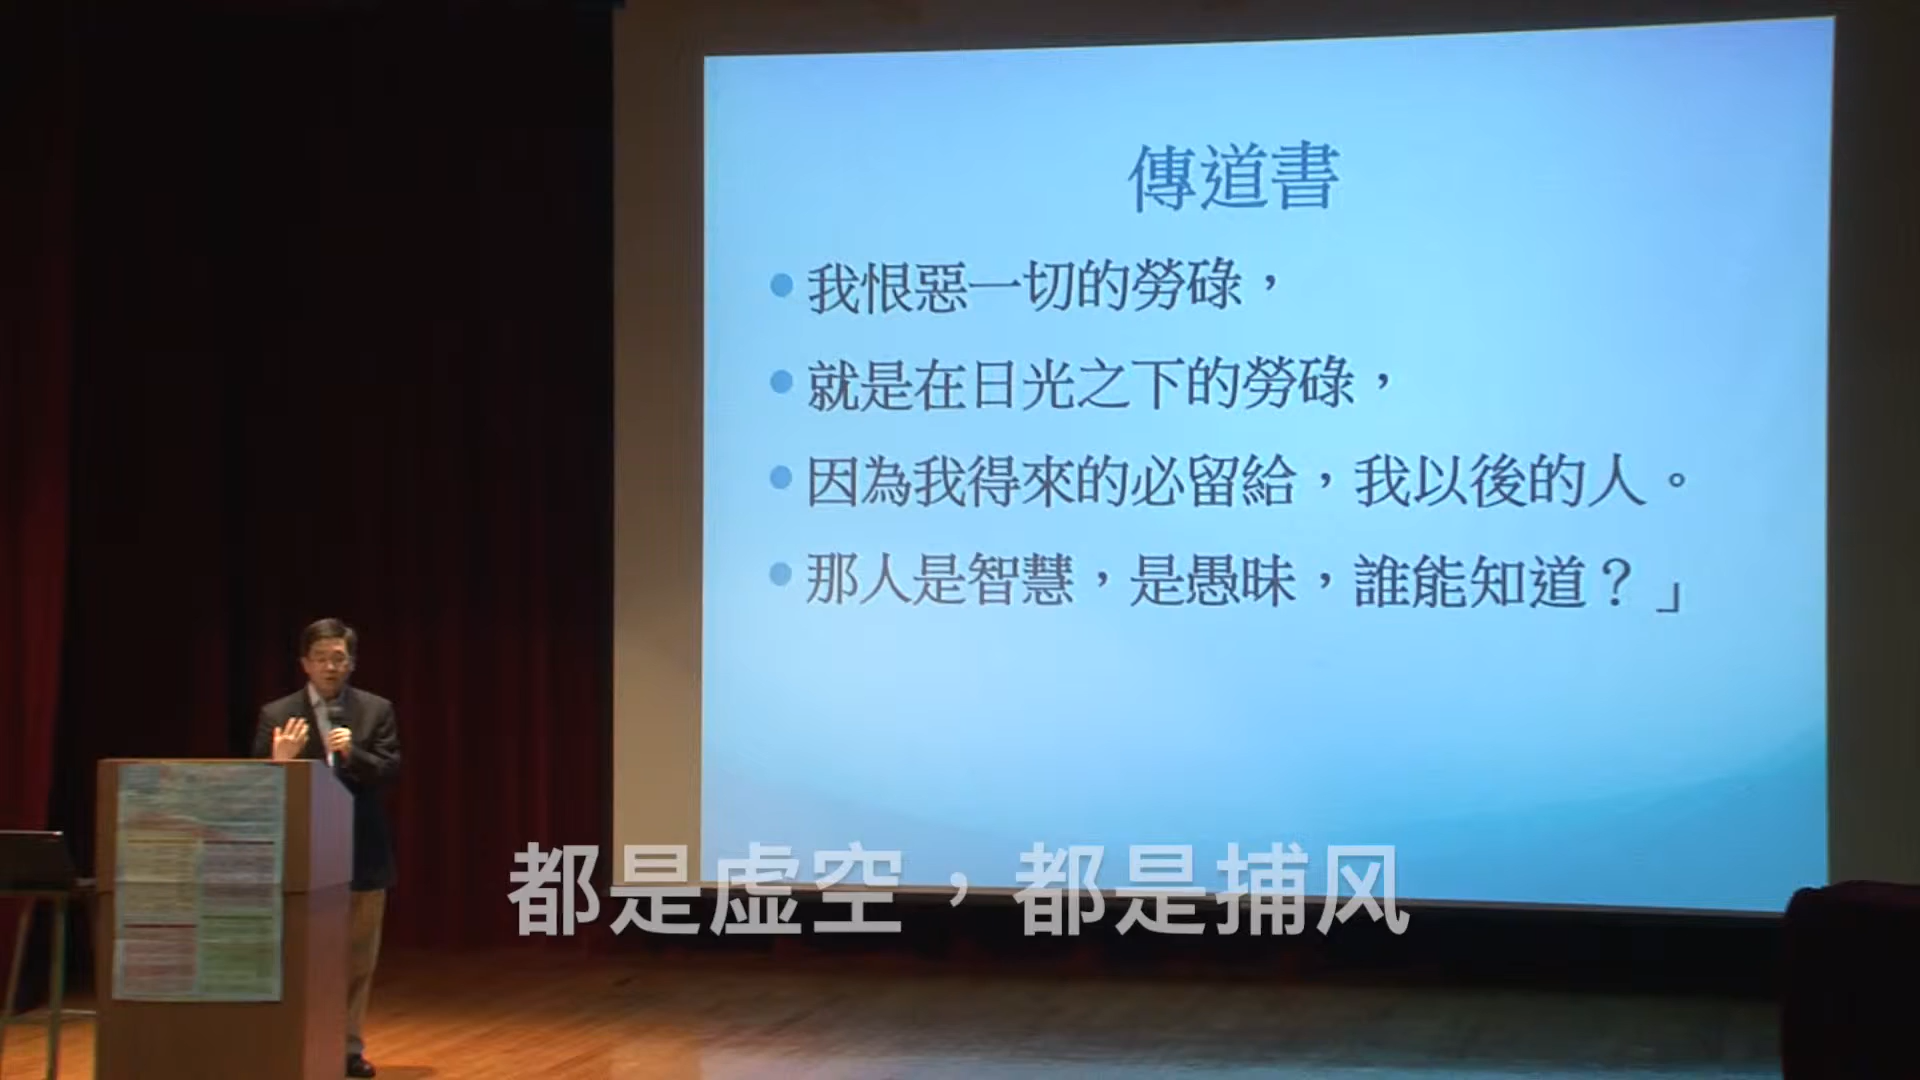 傳道書
我恨惡一切的勞碌，
就是在日光之下的勞碌，
因為我得來的必留給，我以後的人。
那人是智慧，是愚昧，誰能知道？」
都是虚空，都是捕风